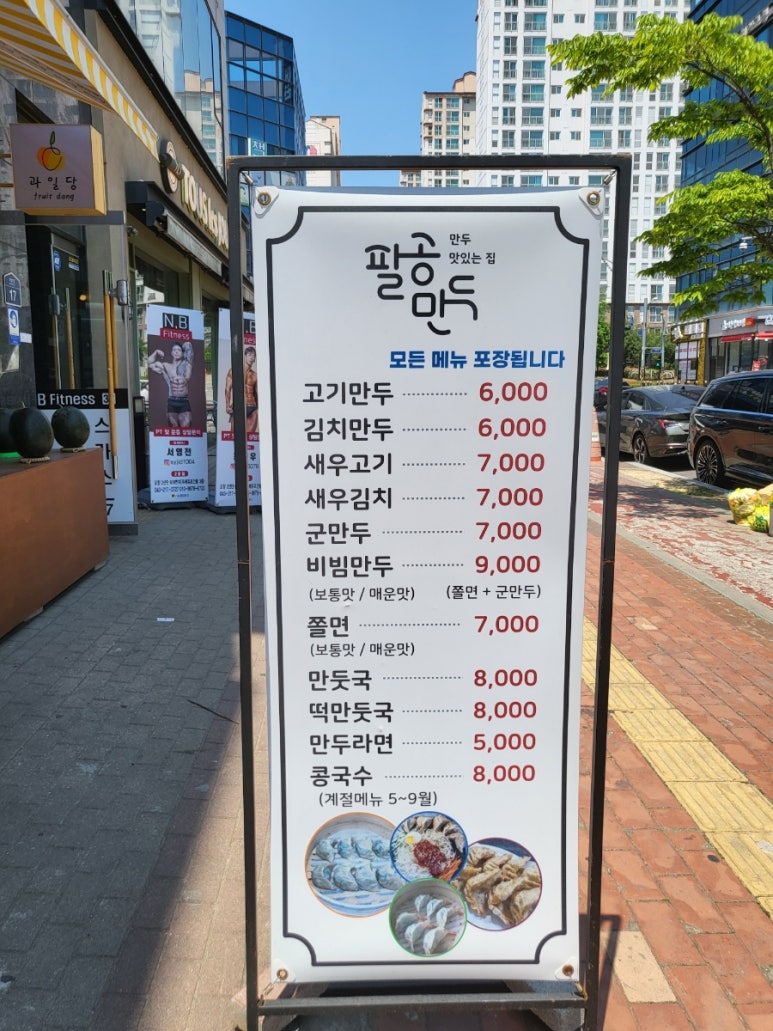 팔공만두
만두
맛있는 집
모든 메뉴 포장됩니다
고기만두 6,000
김치만두 6,000
새우고기 7,000
새우김치 7,000
군만두 7,000
비빔만두 9,000
(보통맛 / 매운맛) (쫄면 + 군만두)
쫄면 7,000
(보통맛 / 매운맛)
만둣국 8,000
떡만둣국 8,000
만두라면 5,000
콩국수 8,000
(계절메뉴 5~9월)
과일당
fruit dang
N.B
Fitness
서영전
B Fitness